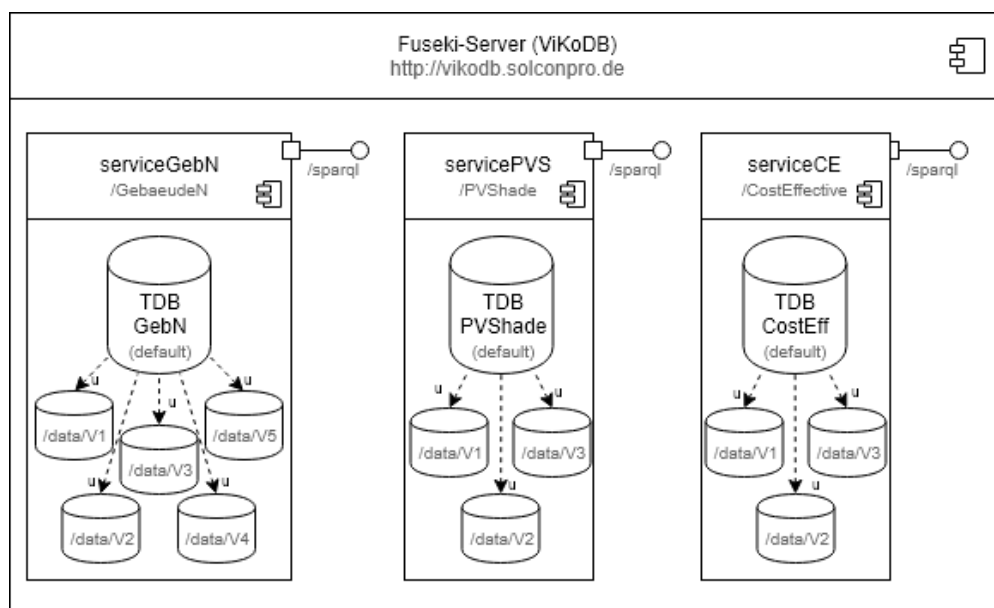 Fuseki-Server (ViKoDB)
http://vikodb.solconpro.de
serviceGebN
/GebaeudeN
/sparql
TDB
GebN
(default)
u
u
u
u
u
/data/V1
/data/V5
/data/V3
/data/V2
/data/V4
servicePVS
/PVShade
/sparql
TDB
PVShade
(default)
u
u
u
/data/V1
/data/V3
/data/V2
serviceCE
/CostEffective
/sparql
TDB
CostEff
(default)
u
u
u
/data/V1
/data/V3
/data/V2